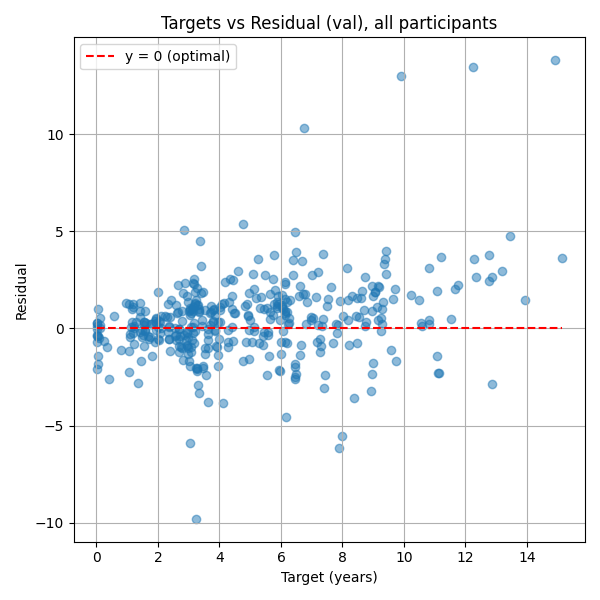 Targets vs Residual (val), all participants
y = 0 (optimal)
Residual
10
5
0
−5
−10
0 2 4 6 8 10 12 14
Target (years)